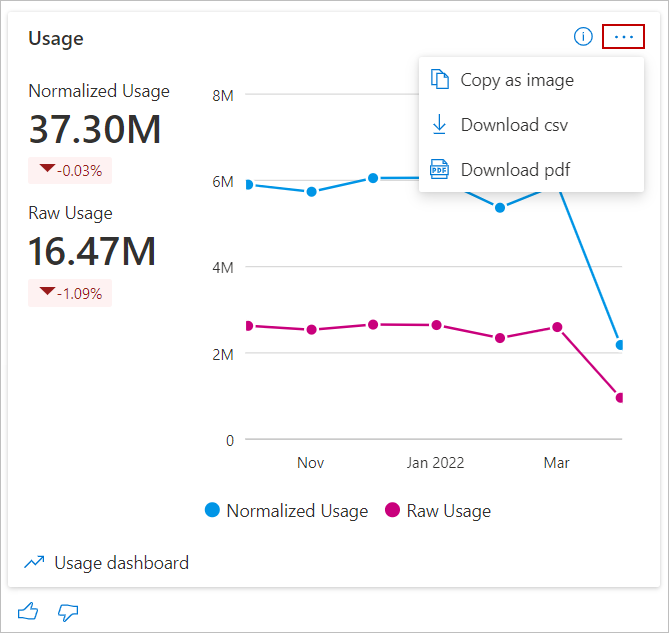 Usage
...
Copy as image
Download csv
PDF Download pdf
Normalized Usage
37.30M
-0.03%
Raw Usage
16.47M
-1.09%
8M
6M
4M
2M
0
Nov Jan 2022 Mar
Normalized Usage Raw Usage
Usage dashboard